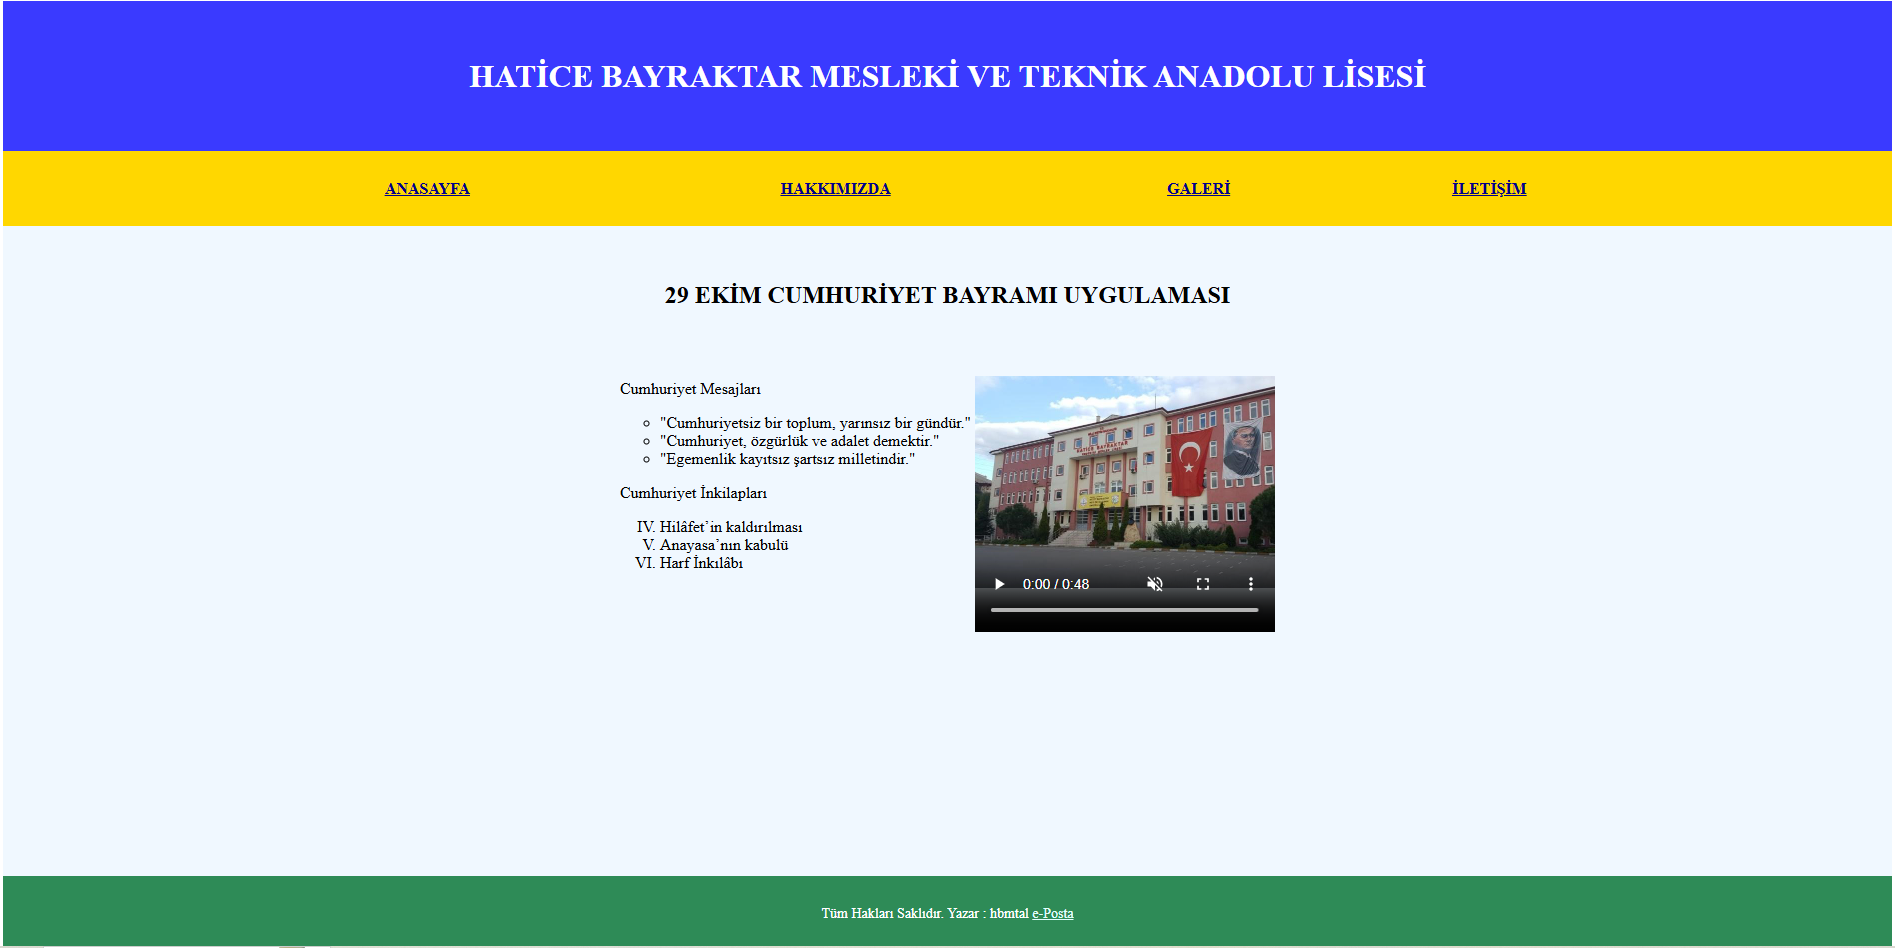 HATİCE BAYRAKTAR MESLEKİ VE TEKNİK ANADOLU LİSESİ
ANASAYFA HAKKIMIZDA GALERİ İLETİŞİM
29 EKİM CUMHURİYET BAYRAMI UYGULAMASI
Cumhuriyet Mesajları
"Cumhuriyetsiz bir toplum, yarınsız bir gündür."
"Cumhuriyet, özgürlük ve adalet demektir."
"Egemenlik kayıtsız şartsız milletindir."
Cumhuriyet İnkilapları
IV. Hilâfet’in kaldırılması
V. Anayasa’nın kabulü
VI. Harf İnkılâbı
HATİCE BAYRAKTAR
0:00 / 0:48
Tüm Hakları Saklıdır. Yazar : hbmtal e-Posta